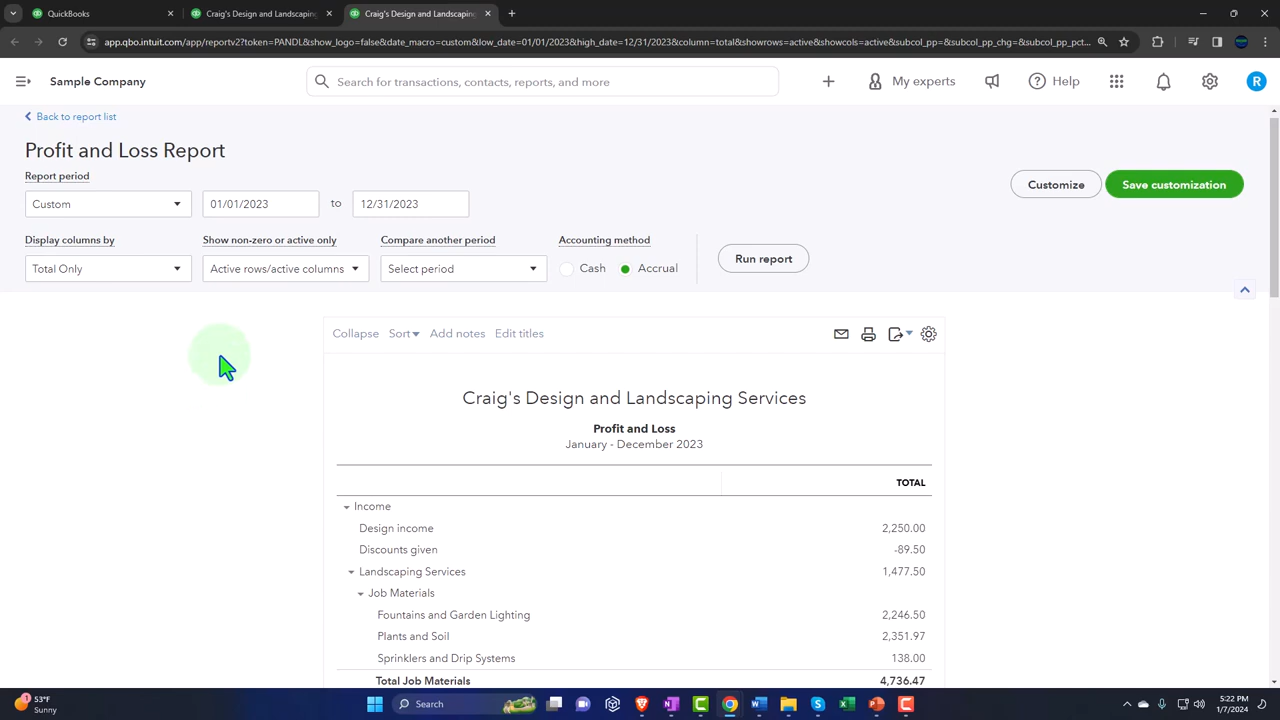 QuickBooks
Craig's Design and Landscaping
Craig's Design and Landscaping
app.qbo.intuit.com/app/reportv2?token=PANDL&show_logo=false&date_macro=custom&low_date=01/01/2023&high_date=12/31/2023&column=total&showrows=active&showcols=active&subcol_pp=&subcol_pp_chg=&subcol_pp_pct...
Sample Company
Search for transactions, contacts, reports, and more
My experts
Help
R
Back to report list
Profit and Loss Report
Report period
Custom
01/01/2023
to
12/31/2023
Customize
Save customization
Display columns by
Show non-zero or active only
Compare another period
Accounting method
Total Only
Active rows/active columns
Select period
Cash
Accrual
Run report
Collapse
Sort
Add notes
Edit titles
Craig's Design and Landscaping Services
Profit and Loss
January - December 2023
TOTAL
Income
Design income 2,250.00
Discounts given -89.50
Landscaping Services 1,477.50
Job Materials
Fountains and Garden Lighting 2,246.50
Plants and Soil 2,351.97
Sprinklers and Drip Systems 138.00
Total Job Materials 4,736.47
1
53°F
Sunny
Search
5:22 PM
1/7/2024